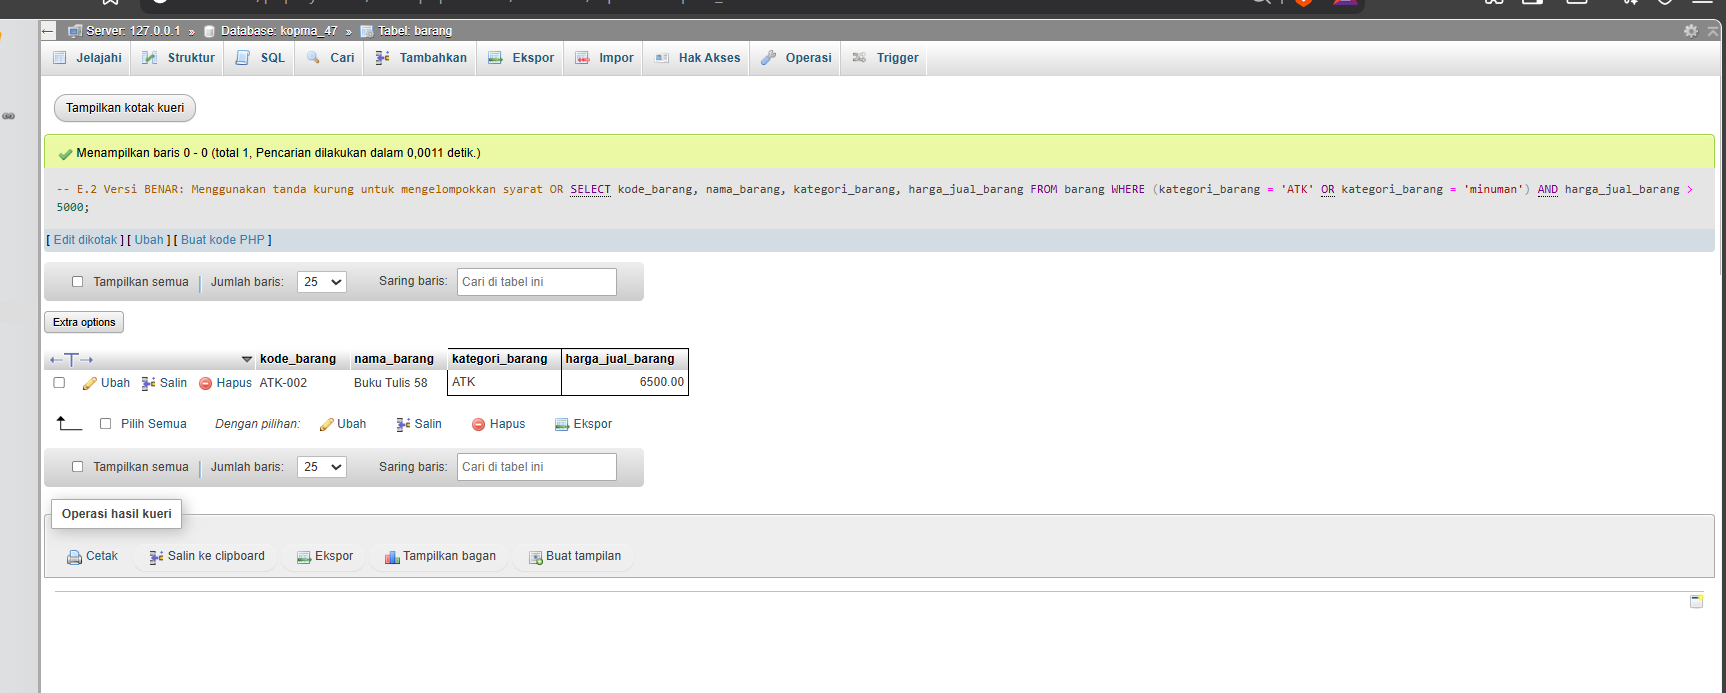 Server: 127.0.0.1 » Database: kopma_47 » Tabel: barang
Jelajahi Struktur SQL Cari Tambahkan Ekspor Impor Hak Akses Operasi Trigger
Tampilkan kotak kueri
Menampilkan baris 0 - 0 (total 1, Pencarian dilakukan dalam 0,0011 detik.)
-- E.2 Versi BENAR: Menggunakan tanda kurung untuk mengelompokkan syarat OR SELECT kode_barang, nama_barang, kategori_barang, harga_jual_barang FROM barang WHERE (kategori_barang = 'ATK' OR kategori_barang = 'minuman') AND harga_jual_barang >
5000;
[ Edit dikotak ] [ Ubah ] [ Buat kode PHP ]
Tampilkan semua Jumlah baris: 25 Saring baris: Cari di tabel ini
Extra options
kode_barang nama_barang kategori_barang harga_jual_barang
Ubah Salin Hapus ATK-002 Buku Tulis 58 ATK 6500.00
Pilih Semua Dengan pilihan: Ubah Salin Hapus Ekspor
Tampilkan semua Jumlah baris: 25 Saring baris: Cari di tabel ini
Operasi hasil kueri
Cetak Salin ke clipboard Ekspor Tampilkan bagan Buat tampilan